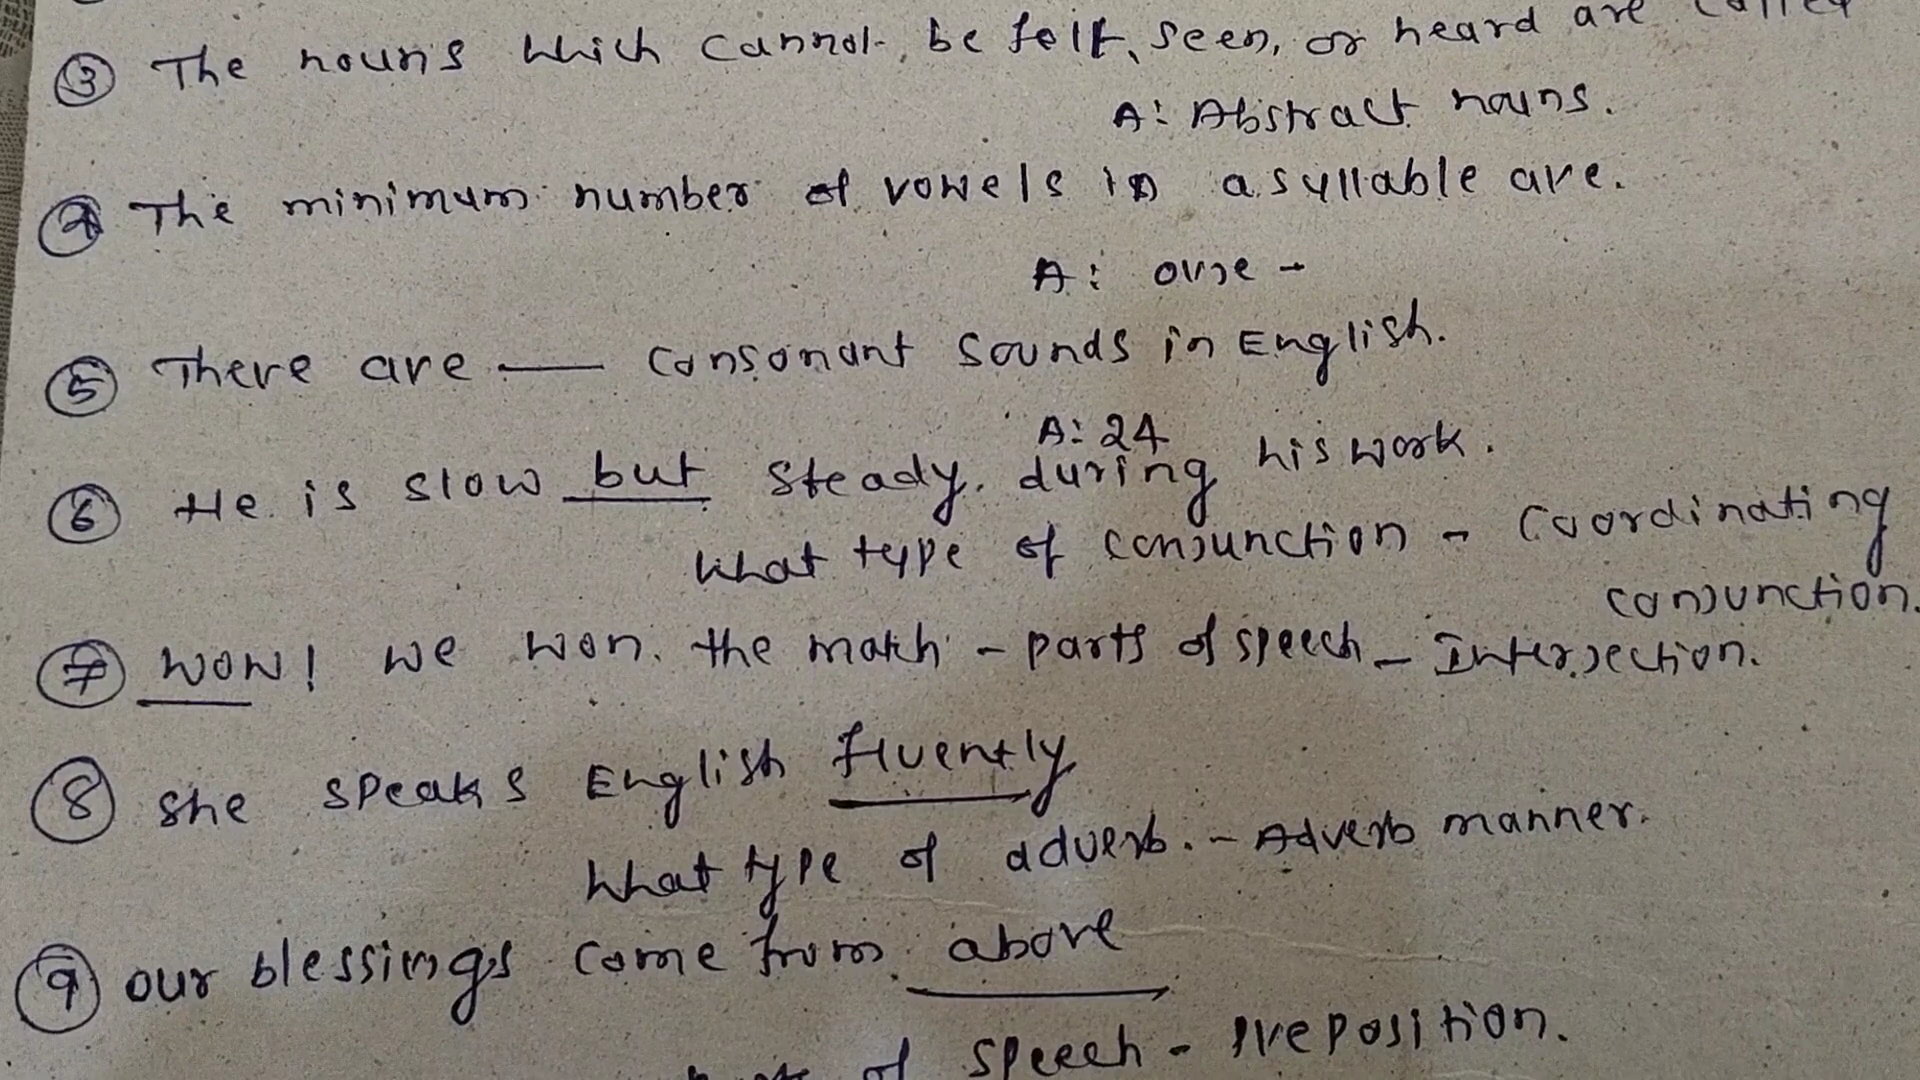 ③ The nouns which cannot be felt, seen, or heard are called
A: Abstract nouns.
④ The minimum number of vowels in a syllable are.
A: one -
⑤ There are —— consonant sounds in English.
A: 24
⑥ He is slow but steady. during his work.
What type of conjunction - Coordinating
conjunction.
⑦ Wow! we won. the match - parts of speech - Interjection.
⑧ She speaks English fluently
What type of adverb. - Adverb manner.
⑨ our blessings come from above
of speech - preposition.